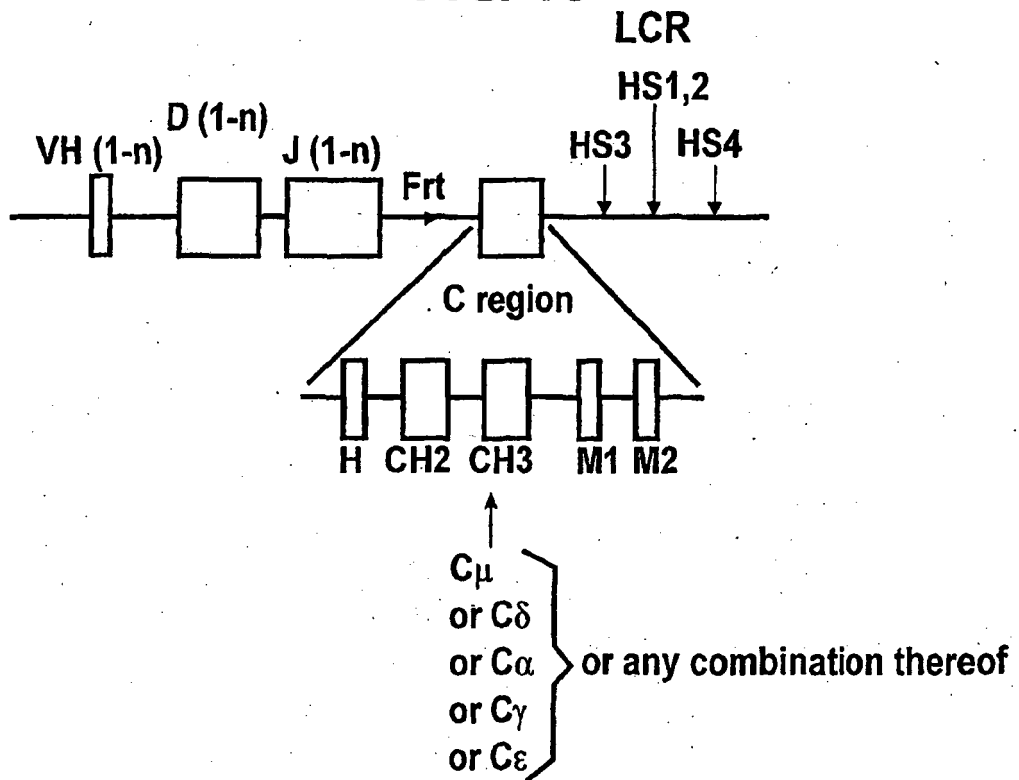 LCR
HS1,2
D (1-n)
VH (1-n)
J (1-n)
HS3
HS4
Frt
C region
H
CH2
CH3
M1
M2
Cμ
or Cδ
or Cα
or Cγ
or Cε
or any combination thereof